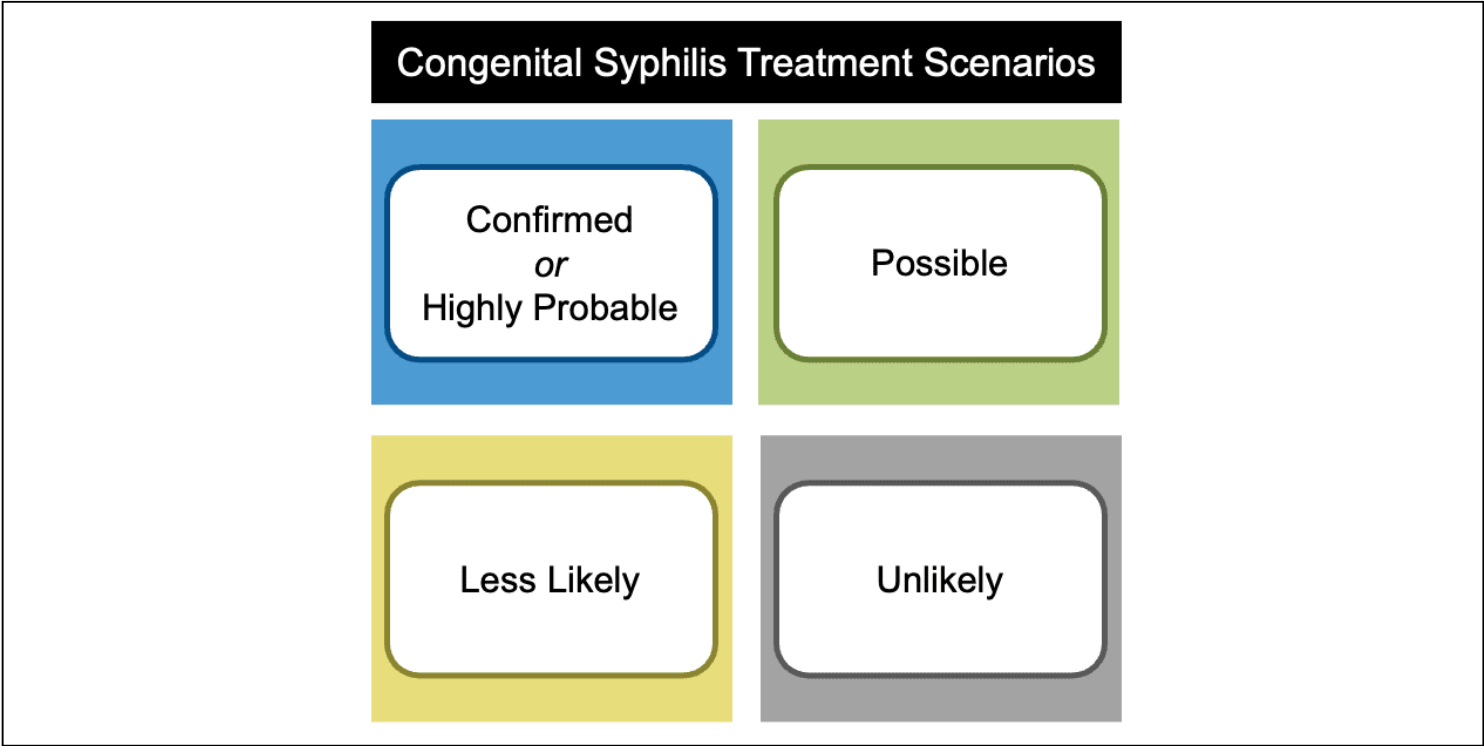 Congenital Syphilis Treatment Scenarios
Confirmed
or
Highly Probable
Possible
Less Likely
Unlikely